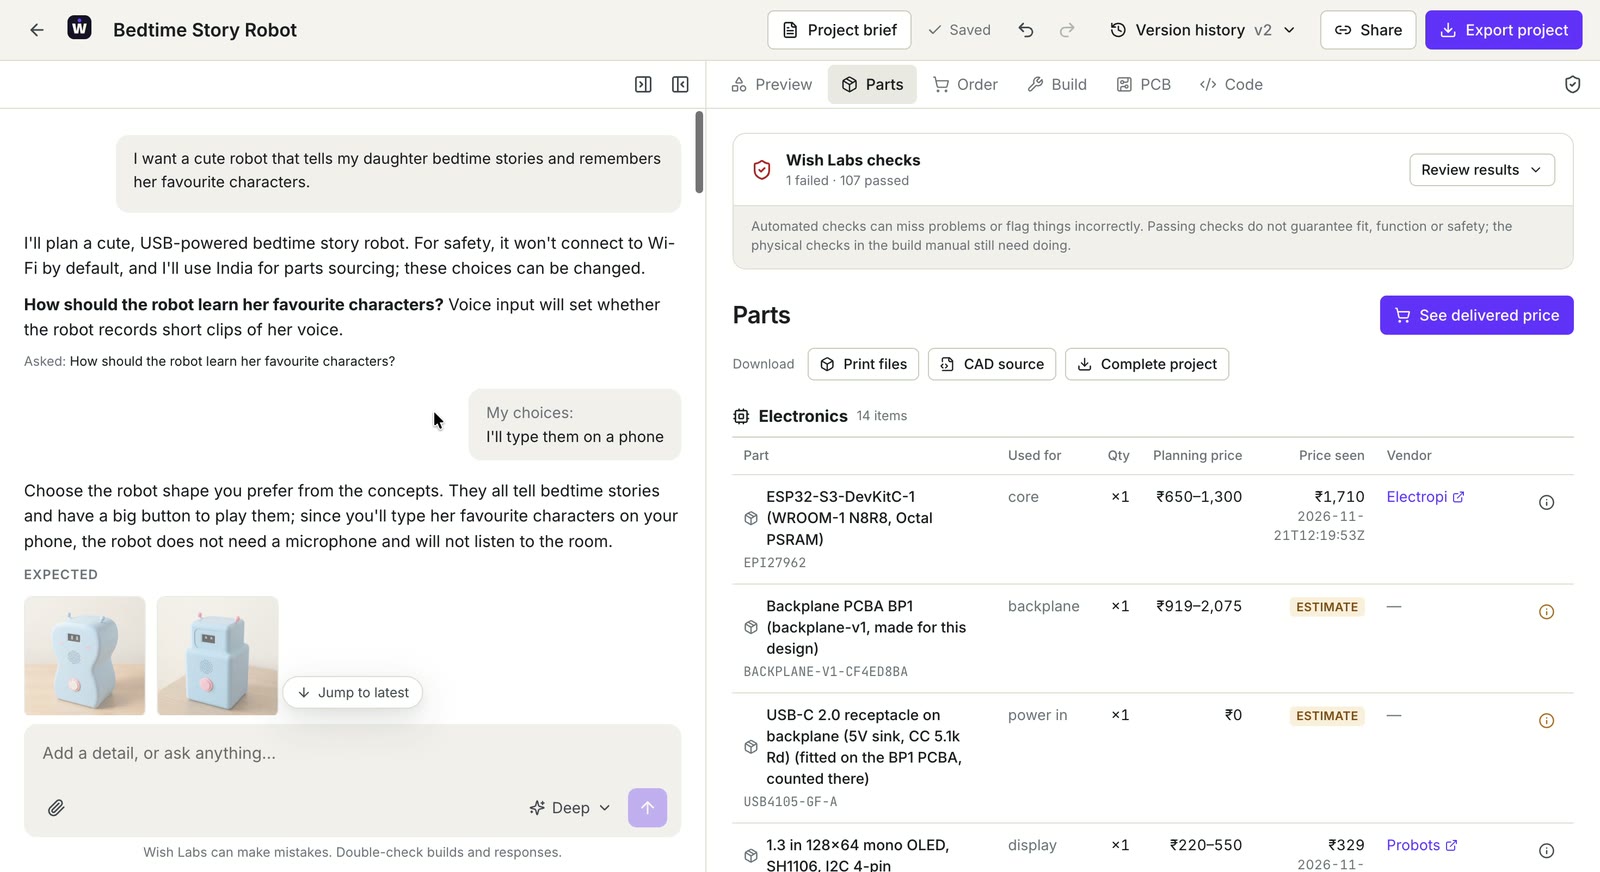 W
Bedtime Story Robot
Project brief
Saved
Version history v2
Share
Export project
Preview
Parts
Order
Build
PCB
Code
I want a cute robot that tells my daughter bedtime stories and remembers
her favourite characters.
I'll plan a cute, USB-powered bedtime story robot. For safety, it won't connect to Wi-
Fi by default, and I'll use India for parts sourcing; these choices can be changed.
How should the robot learn her favourite characters? Voice input will set whether
the robot records short clips of her voice.
Asked: How should the robot learn her favourite characters?
My choices:
I'll type them on a phone
Choose the robot shape you prefer from the concepts. They all tell bedtime stories
and have a big button to play them; since you'll type her favourite characters on your
phone, the robot does not need a microphone and will not listen to the room.
EXPECTED
Jump to latest
Add a detail, or ask anything...
Deep
Wish Labs can make mistakes. Double-check builds and responses.
Wish Labs checks
1 failed · 107 passed
Review results
Automated checks can miss problems or flag things incorrectly. Passing checks do not guarantee fit, function or safety; the
physical checks in the build manual still need doing.
Parts
See delivered price
Download
Print files
CAD source
Complete project
Electronics 14 items
Part Used for Qty Planning price Price seen Vendor
ESP32-S3-DevKitC-1 core ×1 ₹650–1,300 ₹1,710 Electropi
(WROOM-1 N8R8, Octal 2026-11-
PSRAM) 21T12:19:53Z
EPI27962
Backplane PCBA BP1 backplane ×1 ₹919–2,075 ESTIMATE —
(backplane-v1, made for this
design)
BACKPLANE-V1-CF4ED8BA
USB-C 2.0 receptacle on power in ×1 ₹0 ESTIMATE —
backplane (5V sink, CC 5.1k
Rd) (fitted on the BP1 PCBA,
counted there)
USB4105-GF-A
1.3 in 128×64 mono OLED, display ×1 ₹220–550 ₹329 Probots
SH1106, I2C 4-pin 2026-11-